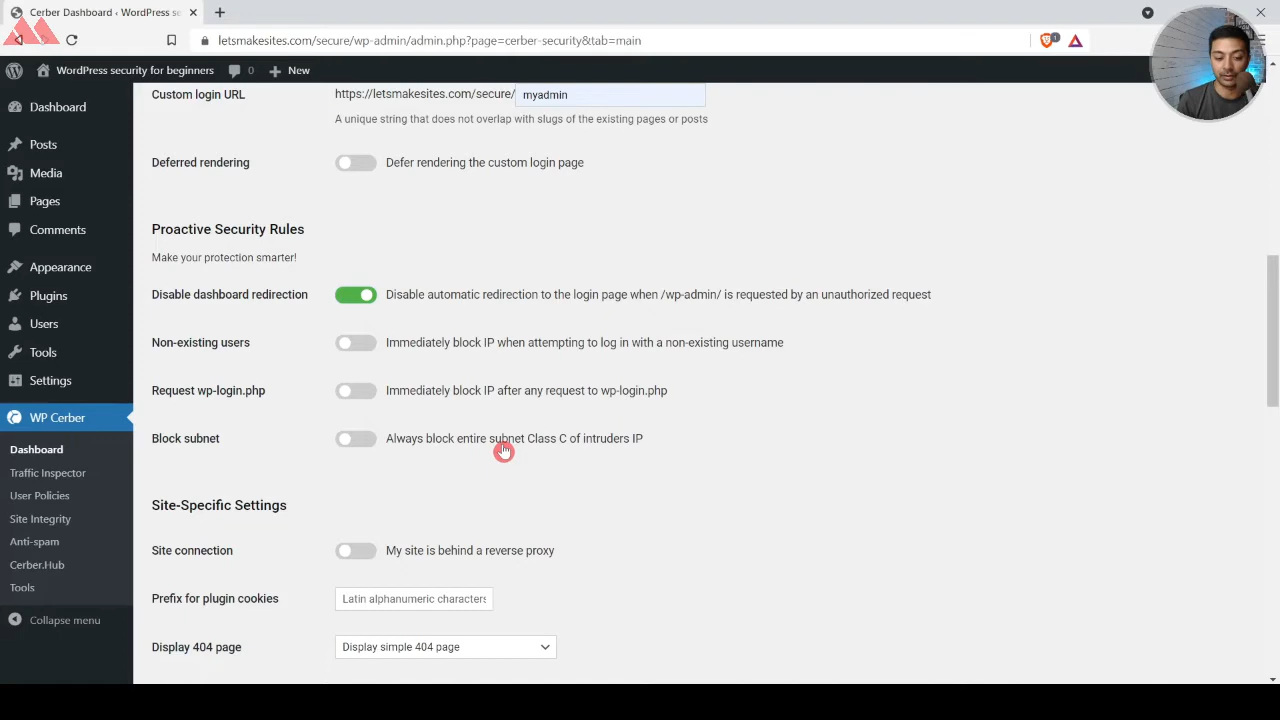 Cerber Dashboard ‹ WordPress se
letsmakesites.com/secure/wp-admin/admin.php?page=cerber-security&tab=main
1
WordPress security for beginners
0
New
Dashboard
Posts
Media
Pages
Comments
Appearance
Plugins
Users
Tools
Settings
WP Cerber
Dashboard
Traffic Inspector
User Policies
Site Integrity
Anti-spam
Cerber.Hub
Tools
Collapse menu
Custom login URL
https://letsmakesites.com/secure/ myadmin
A unique string that does not overlap with slugs of the existing pages or posts
Deferred rendering
Defer rendering the custom login page
Proactive Security Rules
Make your protection smarter!
Disable dashboard redirection
Disable automatic redirection to the login page when /wp-admin/ is requested by an unauthorized request
Non-existing users
Immediately block IP when attempting to log in with a non-existing username
Request wp-login.php
Immediately block IP after any request to wp-login.php
Block subnet
Always block entire subnet Class C of intruders IP
Site-Specific Settings
Site connection
My site is behind a reverse proxy
Prefix for plugin cookies
Latin alphanumeric characters
Display 404 page
Display simple 404 page